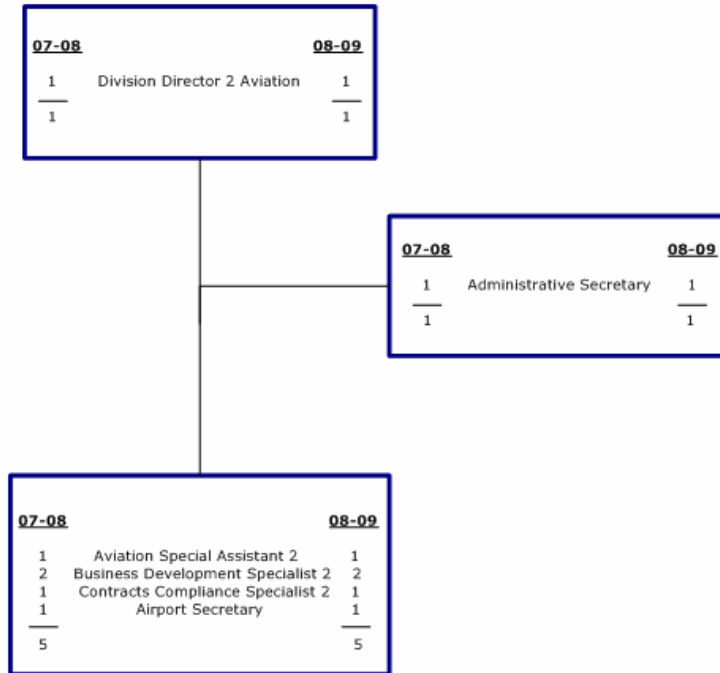 07-08 08-09
1 Division Director 2 Aviation 1
1 1
07-08 08-09
1 Administrative Secretary 1
1 1
07-08 08-09
1 Aviation Special Assistant 2 1
2 Business Development Specialist 2 2
1 Contracts Compliance Specialist 2 1
1 Airport Secretary 1
5 5